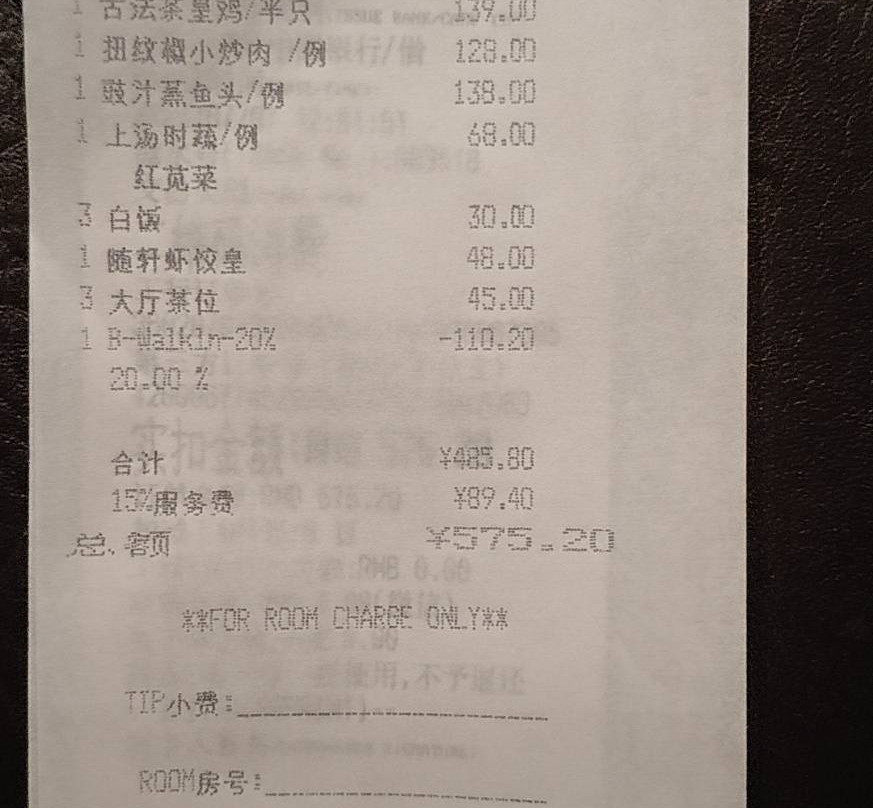 1 古法茶皇鸡/半只 139.00
1 扭纹椒小炒肉 /例 128.00
1 豉汁蒸鱼头/例 138.00
1 上汤时蔬/例 68.00
红苋菜
3 白饭 30.00
1 随轩虾饺皇 48.00
3 大厅茶位 45.00
1 B-WalkIn-20% -110.20
20.00 %
合计 ¥485.80
15%服务费 ¥89.40
总 额 ¥575.20
**FOR ROOM CHARGE ONLY**
TIP小费:
ROOM房号: